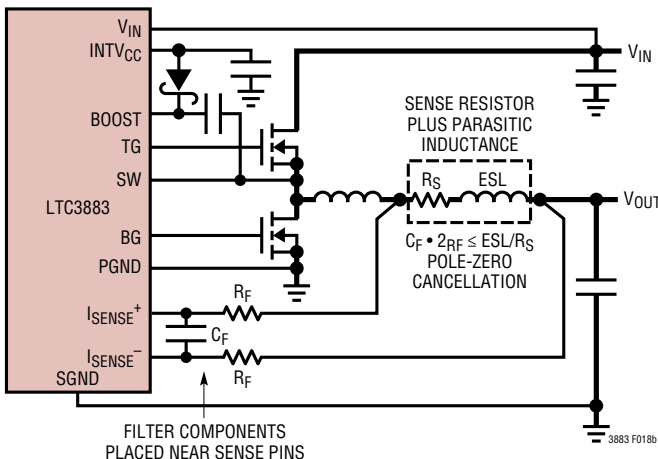 VIN
INTVCC
BOOST
TG
SW
LTC3883
BG
PGND
ISENSE+
ISENSE–
SGND
VIN
SENSE RESISTOR
PLUS PARASITIC
INDUCTANCE
RS
ESL
VOUT
CF • 2RF ≤ ESL/RS
POLE-ZERO
CANCELLATION
RF
CF
RF
FILTER COMPONENTS
PLACED NEAR SENSE PINS
3883 F018b